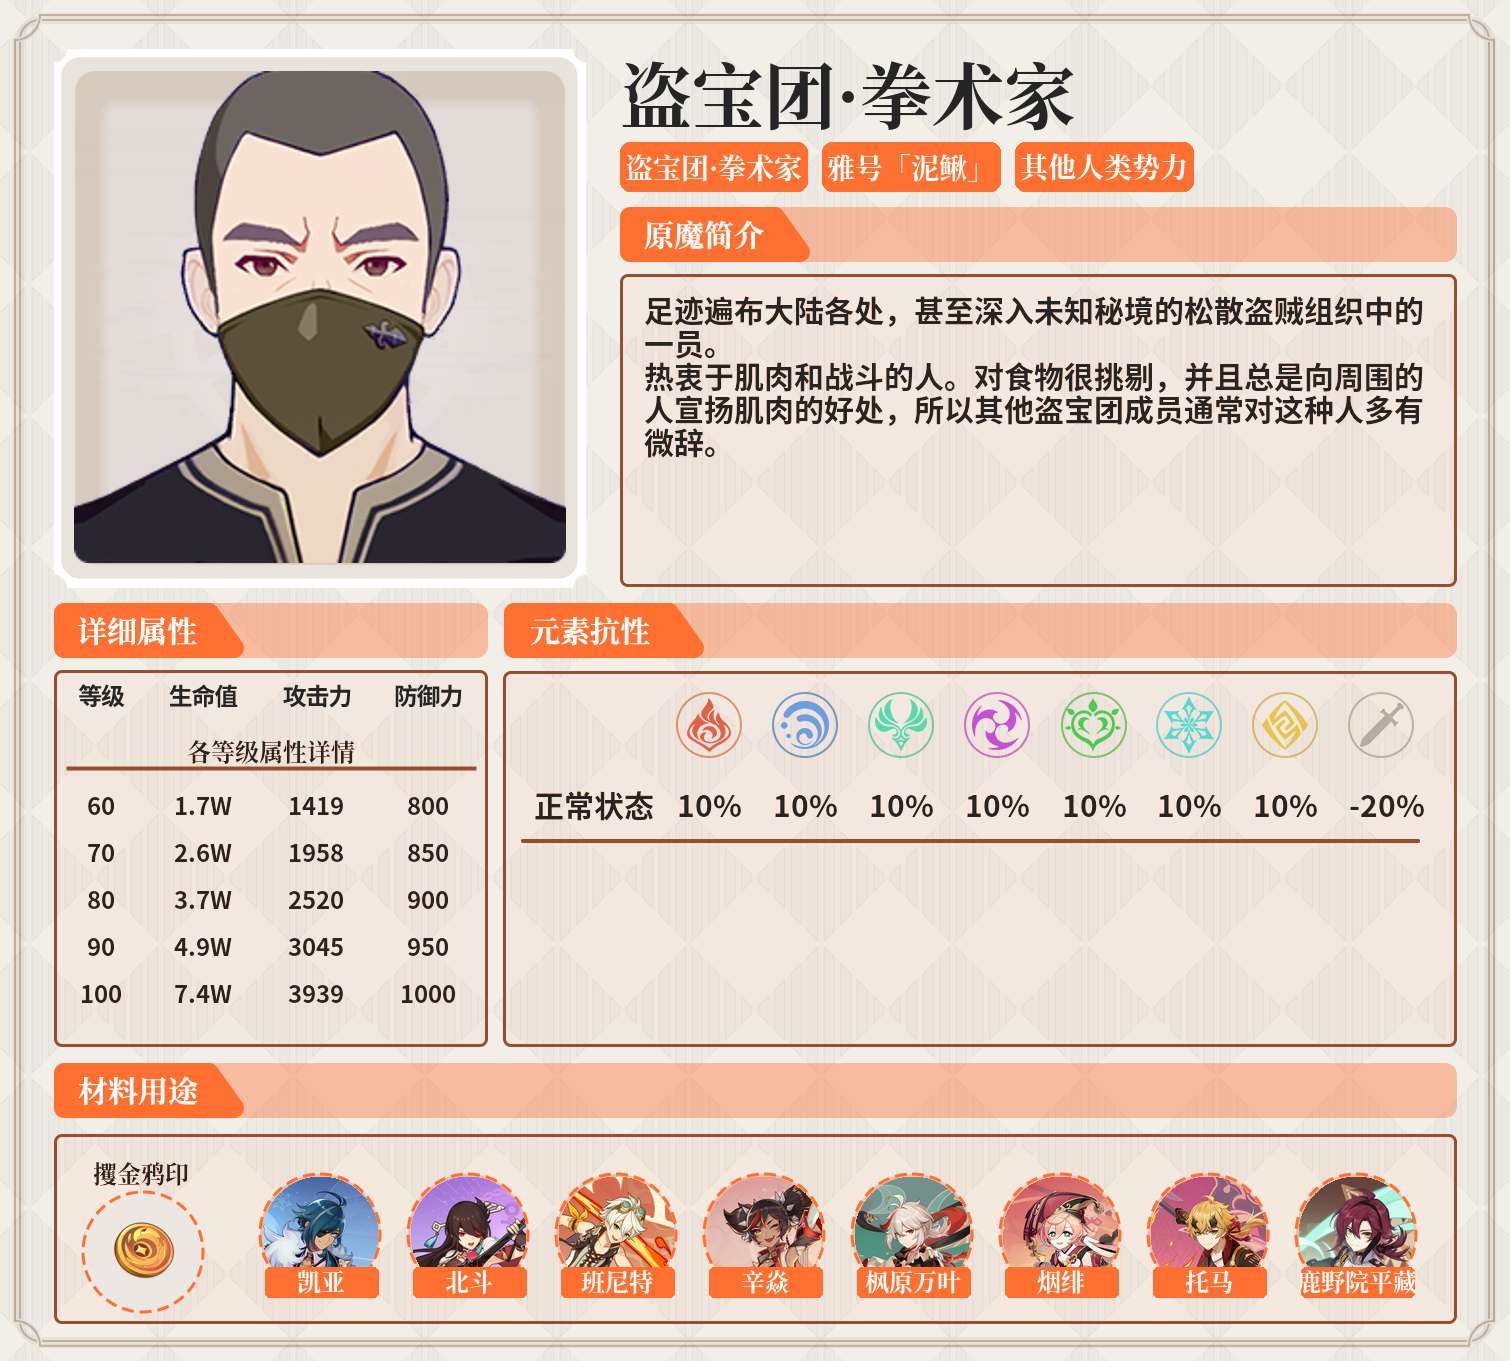 盗宝团·拳术家
盗宝团·拳术家 雅号「泥鳅」 其他人类势力
原魔简介
足迹遍布大陆各处，甚至深入未知秘境的松散盗贼组织中的
一员。
热衷于肌肉和战斗的人。对食物很挑剔，并且总是向周围的
人宣扬肌肉的好处，所以其他盗宝团成员通常对这种人多有
微辞。
详细属性
等级 生命值 攻击力 防御力
各等级属性详情
60 1.7W 1419 800
70 2.6W 1958 850
80 3.7W 2520 900
90 4.9W 3045 950
100 7.4W 3939 1000
元素抗性
正常状态 10% 10% 10% 10% 10% 10% 10% -20%
材料用途
攫金鸦印
凯亚 北斗 班尼特 辛焱 枫原万叶 烟绯 托马 鹿野院平藏